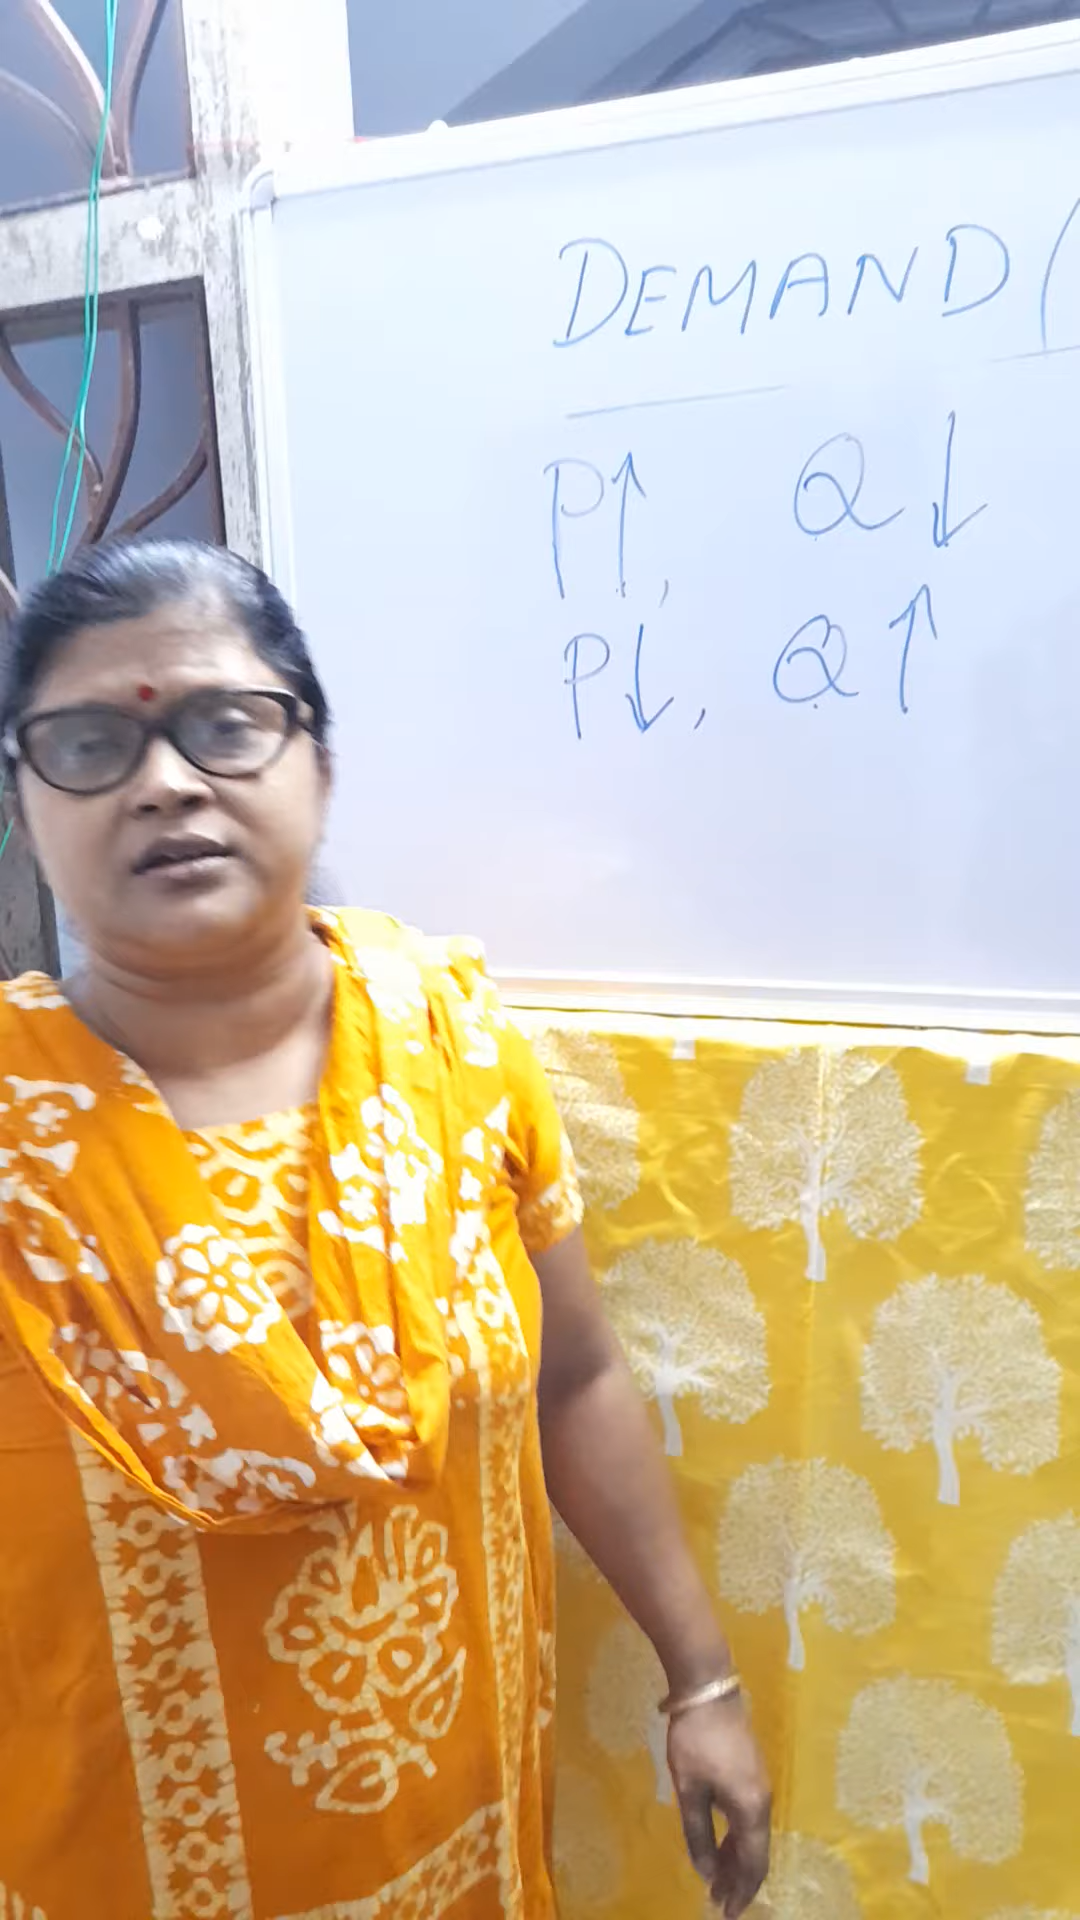 DEMAND (
P↑, Q↓
P↓, Q↑